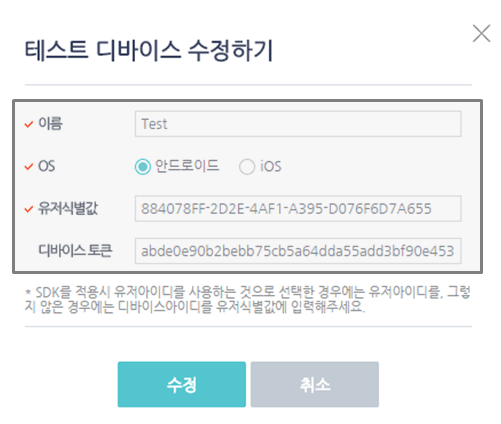 테스트 디바이스 수정하기
이름 Test
OS 안드로이드 iOS
유저식별값 884078FF-2D2E-4AF1-A395-D076F6D7A655
디바이스 토큰 abde0e90b2bebb75cb5a64dda55add3bf90e453
* SDK를 적용시 유저아이디를 사용하는 것으로 선택한 경우에는 유저아이디를, 그렇
지 않은 경우에는 디바이스아이디를 유저식별값에 입력해주세요.
수정 취소